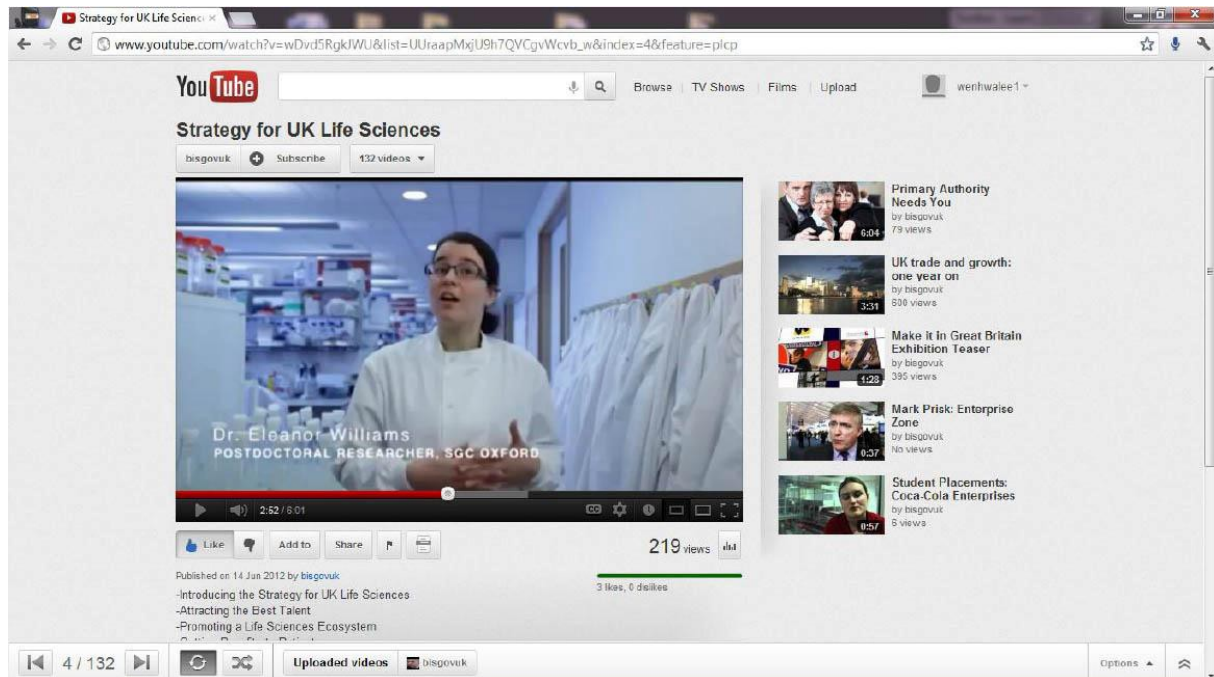 Strategy for UK Life Scienc
www.youtube.com/watch?v=wDvd5RgkJWU&list=UUraapMxjU9h7QVCgvWcvb_w&index=4&feature=plcp
YouTube
Browse TV Shows Films Upload wenhwalee1
Strategy for UK Life Sciences
bisgovuk Subscribe 132 videos
Primary Authority
Needs You
by bisgovuk
79 views
6:04
UK trade and growth:
one year on
by bisgovuk
600 views
3:31
Make it in Great Britain
Exhibition Teaser
by bisgovuk
395 views
1:28
Mark Prisk: Enterprise
Zone
by bisgovuk
No views
0:37
Student Placements:
Coca-Cola Enterprises
by bisgovuk
6 views
0:57
Dr. Eleanor Williams
POSTDOCTORAL RESEARCHER, SGC OXFORD
2:52 / 6:01
CC
Like Add to Share 219 views
Published on 14 Jun 2012 by bisgovuk
3 likes, 0 dislikes
-Introducing the Strategy for UK Life Sciences
-Attracting the Best Talent
-Promoting a Life Sciences Ecosystem
4 / 132 Uploaded videos bisgovuk Options